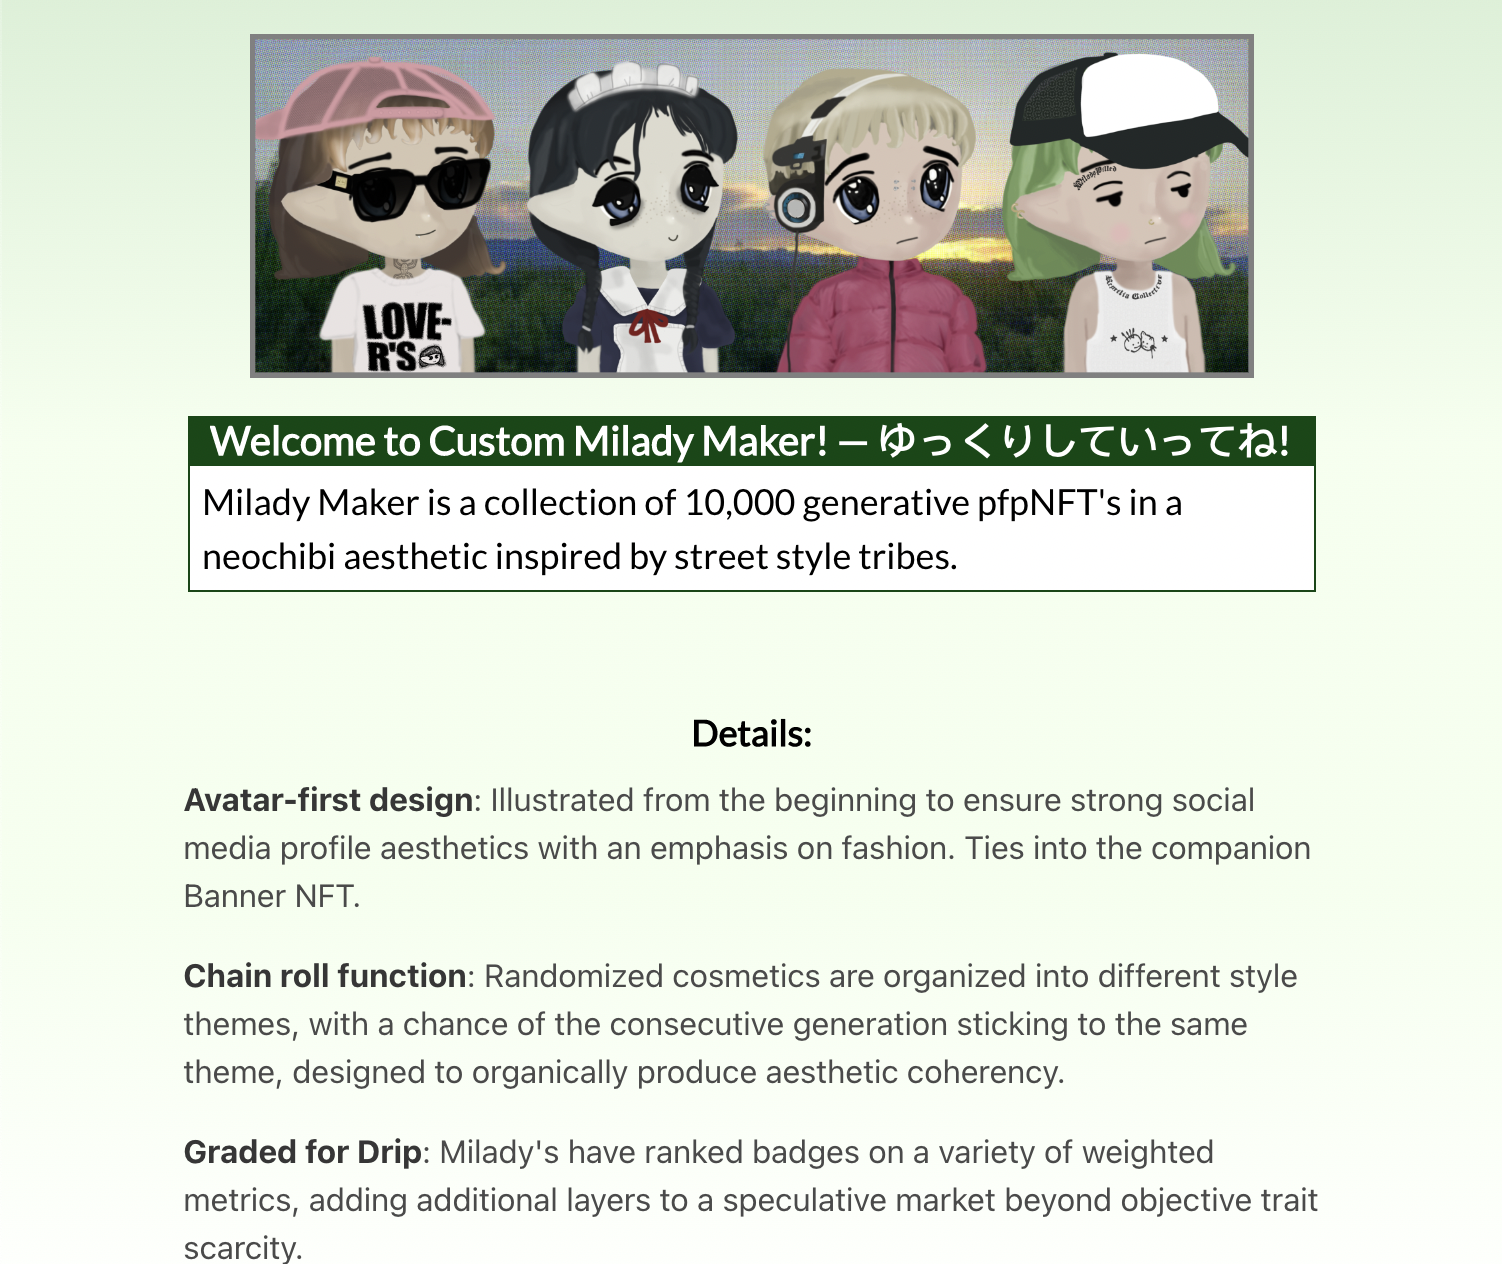 LOVE-
R'S
MiladyPilled
Remilia Collective
Welcome to Custom Milady Maker! — ゆっくりしていってね!
Milady Maker is a collection of 10,000 generative pfpNFT's in a
neochibi aesthetic inspired by street style tribes.
Details:
Avatar-first design: Illustrated from the beginning to ensure strong social
media profile aesthetics with an emphasis on fashion. Ties into the companion
Banner NFT.
Chain roll function: Randomized cosmetics are organized into different style
themes, with a chance of the consecutive generation sticking to the same
theme, designed to organically produce aesthetic coherency.
Graded for Drip: Milady's have ranked badges on a variety of weighted
metrics, adding additional layers to a speculative market beyond objective trait
scarcity.